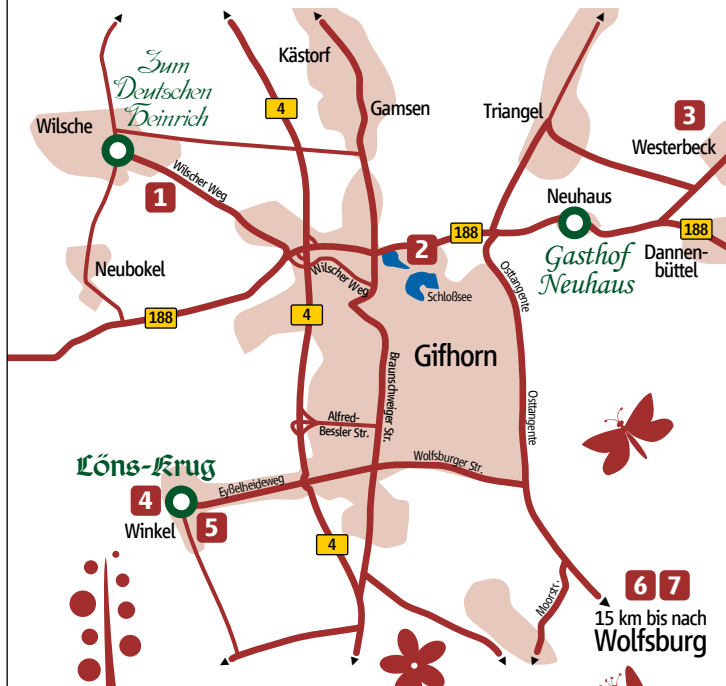 Kästorf
Zum
Deutschen
Heinrich
4
Gamsen
Triangel
3
Wilsche
Westerbeck
Wilscher Weg
1
Neuhaus
2
188
188
Gasthof
Neuhaus
Dannen-
büttel
Neubokel
Wilscher Weg
Schloßsee
Osttangente
188
4
Gifhorn
Braunschweiger Str.
Osttangente
Alfred-
Bessler Str.
Löns-Krug
Eyßelheideweg
Wolfsburger Str.
4
5
Winkel
4
Moorstr.
6
7
15 km bis nach
Wolfsburg